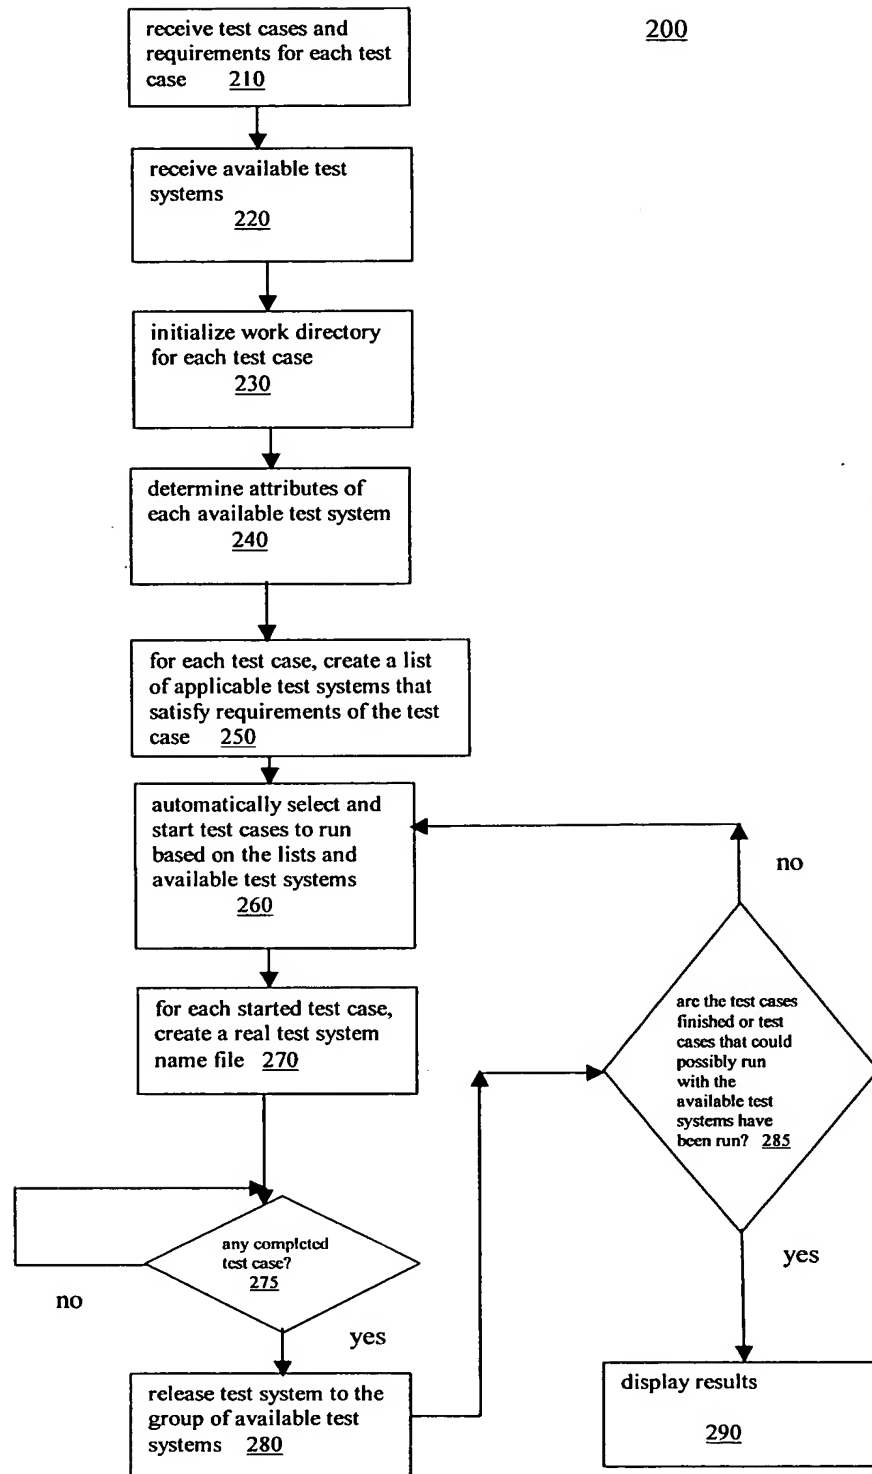 200
receive test cases and
requirements for each test
case 210
receive available test
systems
220
initialize work directory
for each test case
230
determine attributes of
each available test system
240
for each test case, create a list
of applicable test systems that
satisfy requirements of the test
case 250
automatically select and
start test cases to run
based on the lists and
available test systems
260
for each started test case,
create a real test system
name file 270
any completed
test case?
275
no
yes
release test system to the
group of available test
systems 280
are the test cases
finished or test
cases that could
possibly run
with the
available test
systems have
been run? 285
no
yes
display results
290